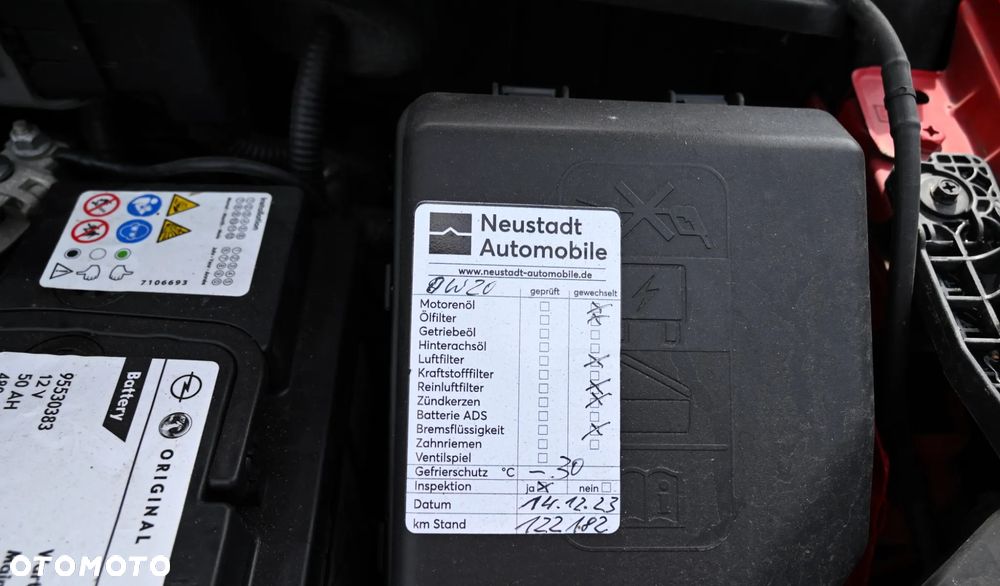 Neustadt
Automobile
www.neustadt-automobile.de
0W20
geprüft gewechselt
Motorenöl
Ölfilter
Getriebeöl
Hinterachsöl
Luftfilter
Kraftstofffilter
Reinluftfilter
Zündkerzen
Batterie ADS
Bremsflüssigkeit
Zahnriemen
Ventilspiel
Gefrierschutz °C -30
Inspektion ja nein
Datum 14.12.23
km Stand 122182
7106693
Battery
95530383
12 V
50 AH
ORIGINAL
OTOMOTO